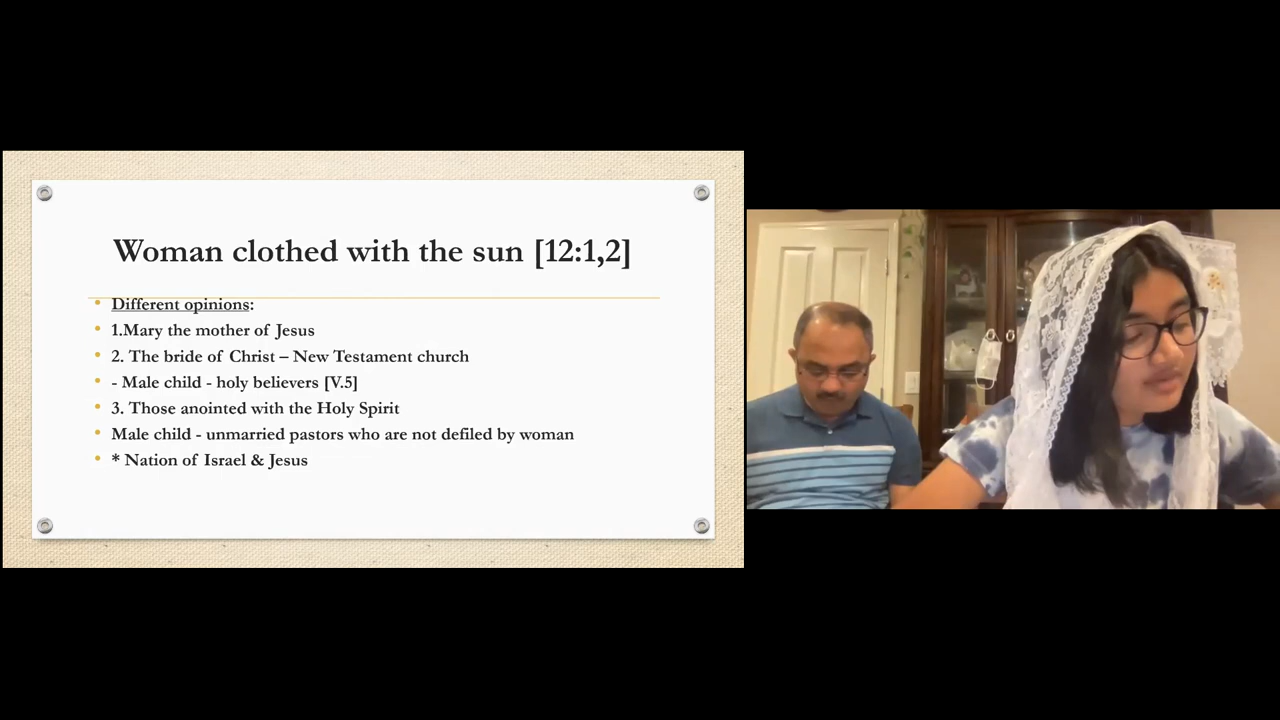 Woman clothed with the sun [12:1,2]
• Different opinions:
• 1.Mary the mother of Jesus
• 2. The bride of Christ – New Testament church
• - Male child - holy believers [V.5]
• 3. Those anointed with the Holy Spirit
• Male child - unmarried pastors who are not defiled by woman
• * Nation of Israel & Jesus